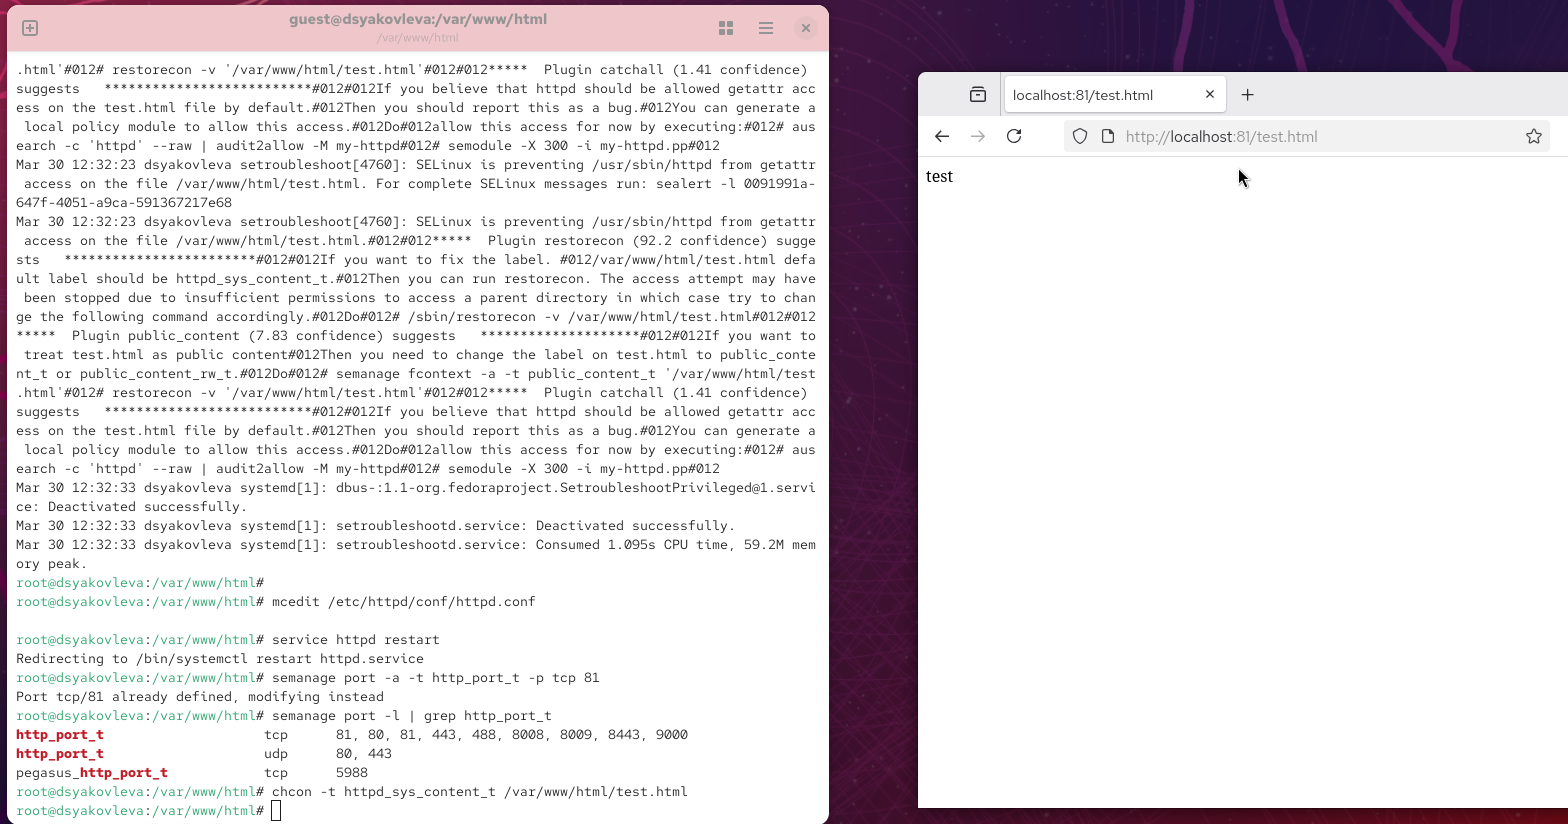 guest@dsyakovleva:/var/www/html
/var/www/html
.html'#012# restorecon -v '/var/www/html/test.html'#012#012*****  Plugin catchall (1.41 confidence)
suggests   **************************#012#012If you believe that httpd should be allowed getattr acc
ess on the test.html file by default.#012Then you should report this as a bug.#012You can generate a
 local policy module to allow this access.#012Do#012allow this access for now by executing:#012# aus
earch -c 'httpd' --raw | audit2allow -M my-httpd#012# semodule -X 300 -i my-httpd.pp#012
Mar 30 12:32:23 dsyakovleva setroubleshoot[4760]: SELinux is preventing /usr/sbin/httpd from getattr
 access on the file /var/www/html/test.html. For complete SELinux messages run: sealert -l 0091991a-
647f-4051-a9ca-591367217e68
Mar 30 12:32:23 dsyakovleva setroubleshoot[4760]: SELinux is preventing /usr/sbin/httpd from getattr
 access on the file /var/www/html/test.html.#012#012*****  Plugin restorecon (92.2 confidence) sugge
sts   ************************#012#012If you want to fix the label. #012/var/www/html/test.html defa
ult label should be httpd_sys_content_t.#012Then you can run restorecon. The access attempt may have
 been stopped due to insufficient permissions to access a parent directory in which case try to chan
ge the following command accordingly.#012Do#012# /sbin/restorecon -v /var/www/html/test.html#012#012
*****  Plugin public_content (7.83 confidence) suggests   ********************#012#012If you want to
 treat test.html as public content#012Then you need to change the label on test.html to public_conte
nt_t or public_content_rw_t.#012Do#012# semanage fcontext -a -t public_content_t '/var/www/html/test
.html'#012# restorecon -v '/var/www/html/test.html'#012#012*****  Plugin catchall (1.41 confidence)
suggests   **************************#012#012If you believe that httpd should be allowed getattr acc
ess on the test.html file by default.#012Then you should report this as a bug.#012You can generate a
 local policy module to allow this access.#012Do#012allow this access for now by executing:#012# aus
earch -c 'httpd' --raw | audit2allow -M my-httpd#012# semodule -X 300 -i my-httpd.pp#012
Mar 30 12:32:33 dsyakovleva systemd[1]: dbus-:1.1-org.fedoraproject.SetroubleshootPrivileged@1.servi
ce: Deactivated successfully.
Mar 30 12:32:33 dsyakovleva systemd[1]: setroubleshootd.service: Deactivated successfully.
Mar 30 12:32:33 dsyakovleva systemd[1]: setroubleshootd.service: Consumed 1.095s CPU time, 59.2M mem
ory peak.
root@dsyakovleva:/var/www/html#
root@dsyakovleva:/var/www/html# mcedit /etc/httpd/conf/httpd.conf
root@dsyakovleva:/var/www/html# service httpd restart
Redirecting to /bin/systemctl restart httpd.service
root@dsyakovleva:/var/www/html# semanage port -a -t http_port_t -p tcp 81
Port tcp/81 already defined, modifying instead
root@dsyakovleva:/var/www/html# semanage port -l | grep http_port_t
http_port_t                    tcp      81, 80, 81, 443, 488, 8008, 8009, 8443, 9000
http_port_t                    udp      80, 443
pegasus_http_port_t            tcp      5988
root@dsyakovleva:/var/www/html# chcon -t httpd_sys_content_t /var/www/html/test.html
root@dsyakovleva:/var/www/html#
localhost:81/test.html
http://localhost:81/test.html
test